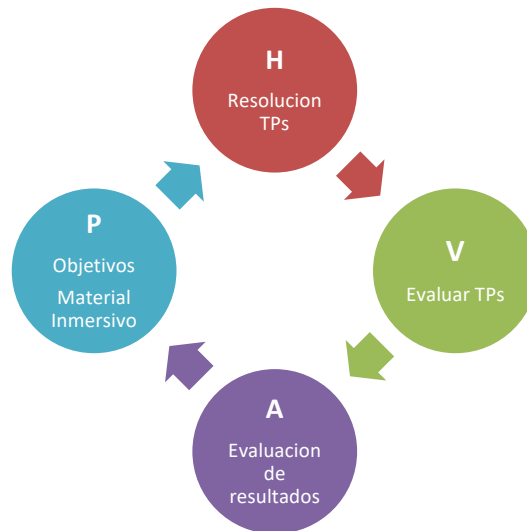 H
Resolucion
TPs
P
Objetivos
Material
Inmersivo
V
Evaluar TPs
A
Evaluacion
de
resultados